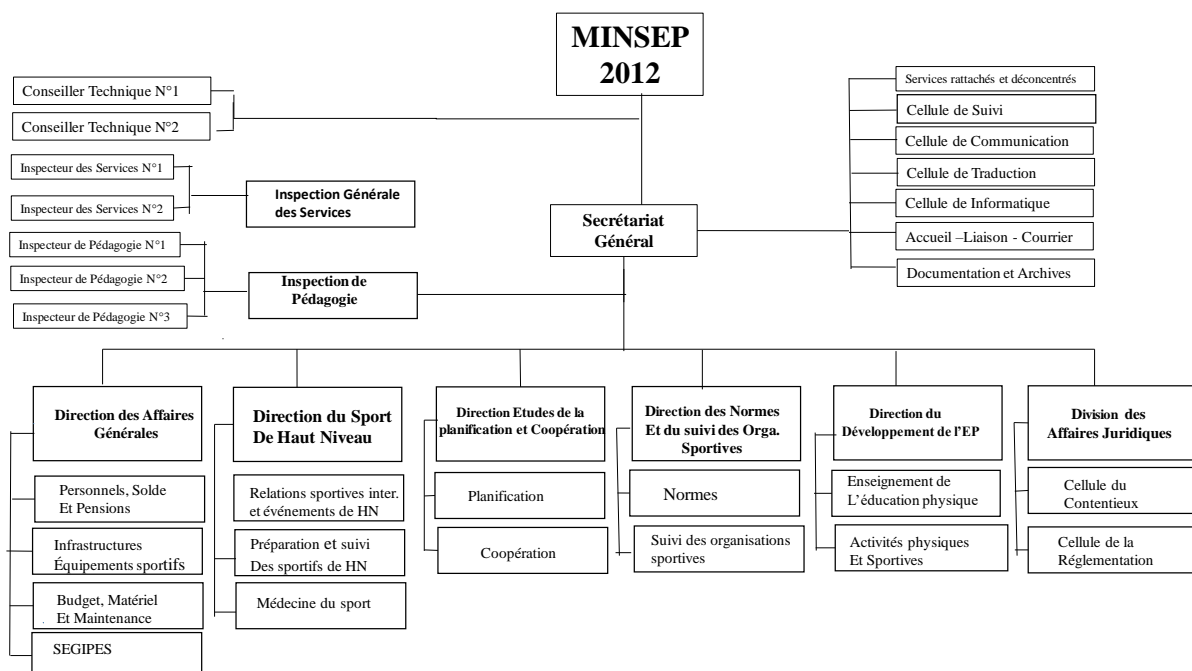 MINSEP
2012
Conseiller Technique N°1
Conseiller Technique N°2
Inspecteur des Services N°1
Inspecteur des Services N°2
Inspection Générale
des Services
Inspecteur de Pédagogie N°1
Inspecteur de Pédagogie N°2
Inspecteur de Pédagogie N°3
Inspection de
Pédagogie
Secrétariat
Général
Services rattachés et déconcentrés
Cellule de Suivi
Cellule de Communication
Cellule de Traduction
Cellule de Informatique
Accueil –Liaison - Courrier
Documentation et Archives
Direction des Affaires
Générales
Personnels, Solde
Et Pensions
Infrastructures
Équipements sportifs
Budget, Matériel
Et Maintenance
SEGIPES
Direction du Sport
De Haut Niveau
Relations sportives inter.
et événements de HN
Préparation et suivi
Des sportifs de HN
Médecine du sport
Direction Etudes de la
planification et Coopération
Planification
Coopération
Direction des Normes
Et du suivi des Orga.
Sportives
Normes
Suivi des organisations
sportives
Direction du
Développement de l'EP
Enseignement de
L'éducation physique
Activités physiques
Et Sportives
Division des
Affaires Juridiques
Cellule du
Contentieux
Cellule de la
Réglementation